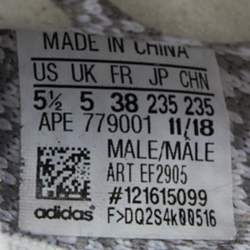 MADE IN CHINA
US UK FR JP CHN
5½ 5 38 235 235
APE 779001 11/18
MALE/MÂLE
ART EF2905
#121615099
adidas F>DQ2S4k00516